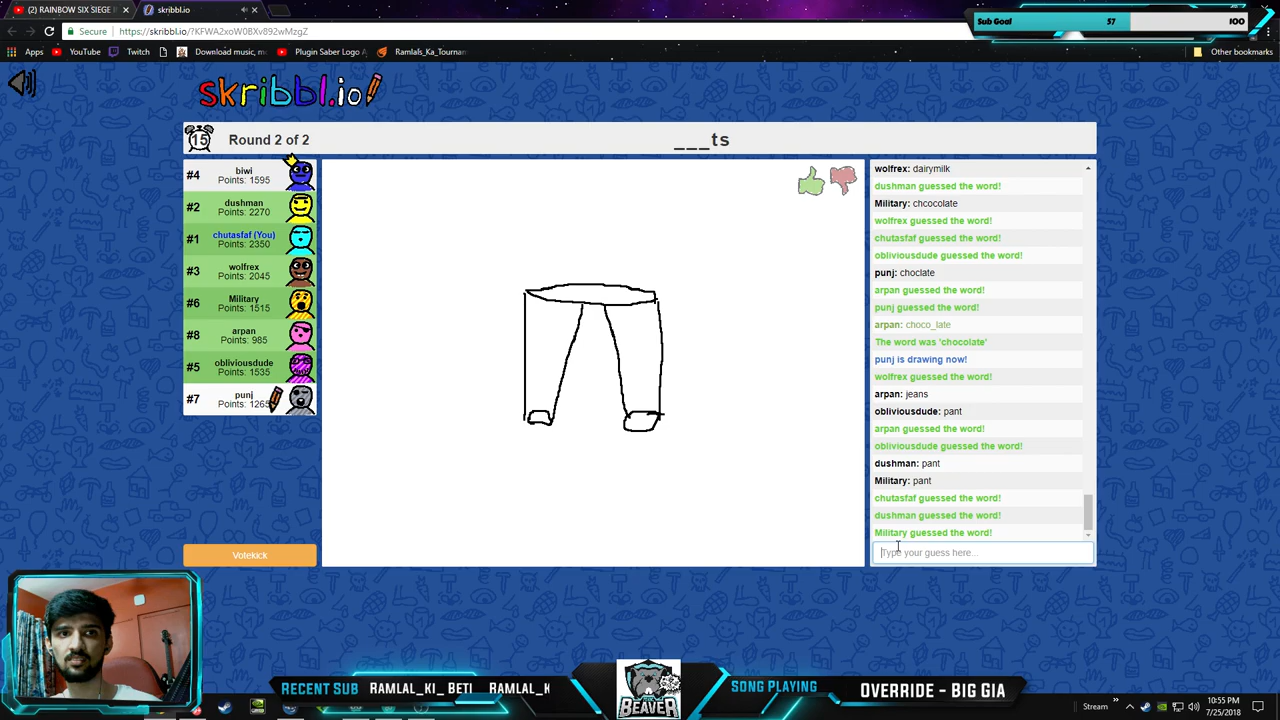 (2) RAINBOW SIX SIEGE
skribbl.io
Secure
https://skribbl.io/?KFWA2xoW0BXv892wMzgZ
Apps
YouTube
Twitch
Download music, m
Plugin Saber Logo A
Ramlals_Ka_Tourna
Other bookmarks
Sub Goal
57
100
skribbl.io
15
Round 2 of 2
___ts
#4
biwi
Points: 1595
#2
dushman
Points: 2270
#1
chutasfaf (You)
Points: 2350
#3
wolfrex
Points: 2045
#6
Military
Points: 1515
#8
arpan
Points: 985
#5
obliviousdude
Points: 1535
#7
punj
Points: 1265
Votekick
wolfrex: dairymilk
dushman guessed the word!
Military: chcocolate
wolfrex guessed the word!
chutasfaf guessed the word!
obliviousdude guessed the word!
punj: choclate
arpan guessed the word!
punj guessed the word!
arpan: choco_late
The word was 'chocolate'
punj is drawing now!
wolfrex guessed the word!
arpan: jeans
obliviousdude: pant
arpan guessed the word!
obliviousdude guessed the word!
dushman: pant
Military: pant
chutasfaf guessed the word!
dushman guessed the word!
Military guessed the word!
Type your guess here...
RECENT SUB
RAMLAL_KI_ BETI
RAMLAL_K
BEAVER
SONG PLAYING
OVERRIDE - BIG GIA
Stream
10:55 PM
7/25/2018